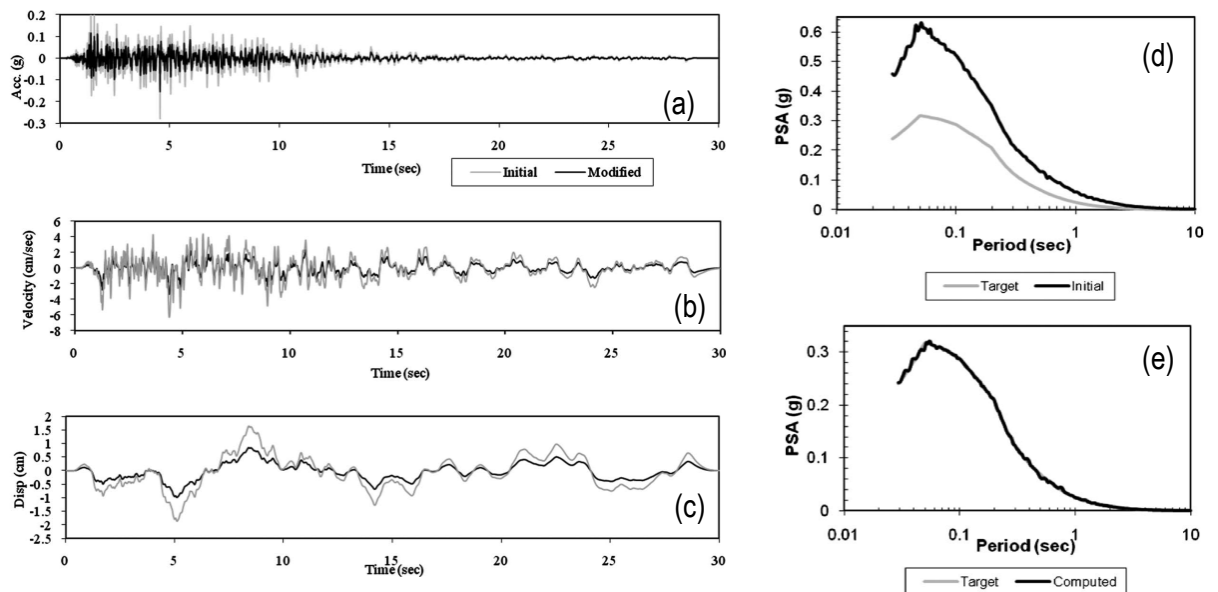 0.2
0.1
0
-0.1
-0.2
-0.3
Acc. (g)
(a)
0 5 10 15 20 25 30
Time (sec)
Initial Modified
6
4
2
0
-2
-4
-6
-8
Velocity (cm/sec)
(b)
0 5 10 15 20 25 30
Time (sec)
2
1.5
1
0.5
0
-0.5
-1
-1.5
-2
-2.5
Disp (cm)
(c)
0 5 10 15 20 25 30
Time (sec)
0.6
0.5
0.4
0.3
0.2
0.1
0
PSA (g)
(d)
0.01 0.1 1 10
Period (sec)
Target Initial
0.3
0.2
0.1
0
PSA (g)
(e)
0.01 0.1 1 10
Period (sec)
Target Computed